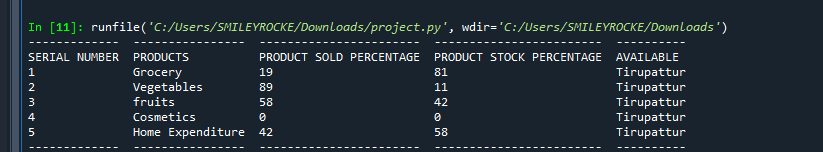 In [11]: runfile('C:/Users/SMILEYROCKE/Downloads/project.py', wdir='C:/Users/SMILEYROCKE/Downloads')
-------------  ----------------  -----------------------  ------------------------  ----------
SERIAL NUMBER  PRODUCTS          PRODUCT SOLD PERCENTAGE  PRODUCT STOCK PERCENTAGE  AVAILABLE
1              Grocery           19                       81                        Tirupattur
2              Vegetables        89                       11                        Tirupattur
3              fruits            58                       42                        Tirupattur
4              Cosmetics         0                        0                         Tirupattur
5              Home Expenditure  42                       58                        Tirupattur
-------------  ----------------  -----------------------  ------------------------  ----------